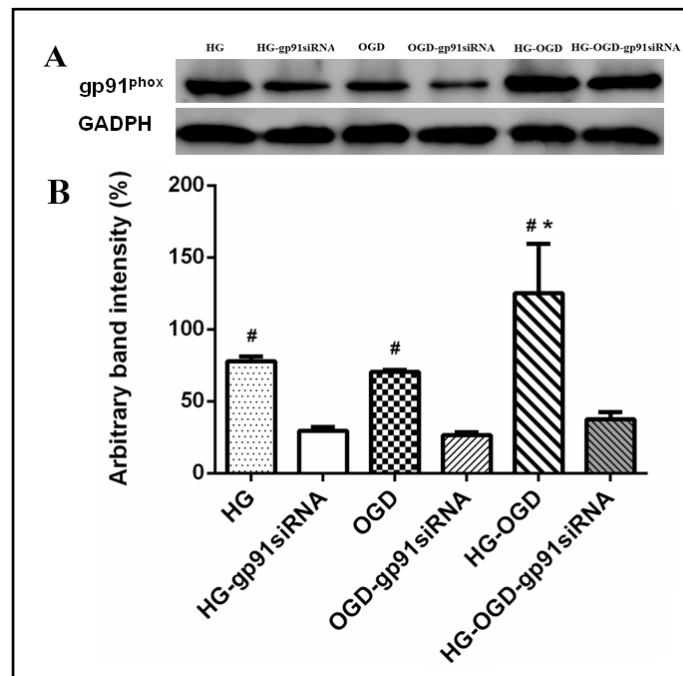 A
HG HG-gp91siRNA OGD OGD-gp91siRNA HG-OGD HG-OGD-gp91siRNA
gp91phox
GADPH
B
Arbitrary band intensity (%)
200
150
100
50
0
#
#
# *
HG
HG-gp91siRNA
OGD
OGD-gp91siRNA
HG-OGD
HG-OGD-gp91siRNA